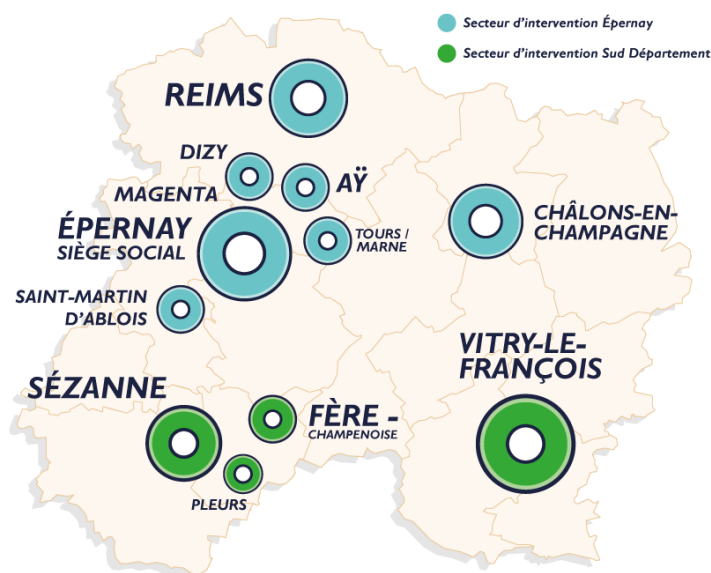 Secteur d'intervention Épernay
Secteur d'intervention Sud Département
REIMS
DIZY
MAGENTA
AŸ
ÉPERNAY
SIÈGE SOCIAL
TOURS /
MARNE
CHÂLONS-EN-
CHAMPAGNE
SAINT-MARTIN
D'ABLOIS
VITRY-LE-
FRANÇOIS
SÉZANNE
FÈRE -
CHAMPENOISE
PLEURS